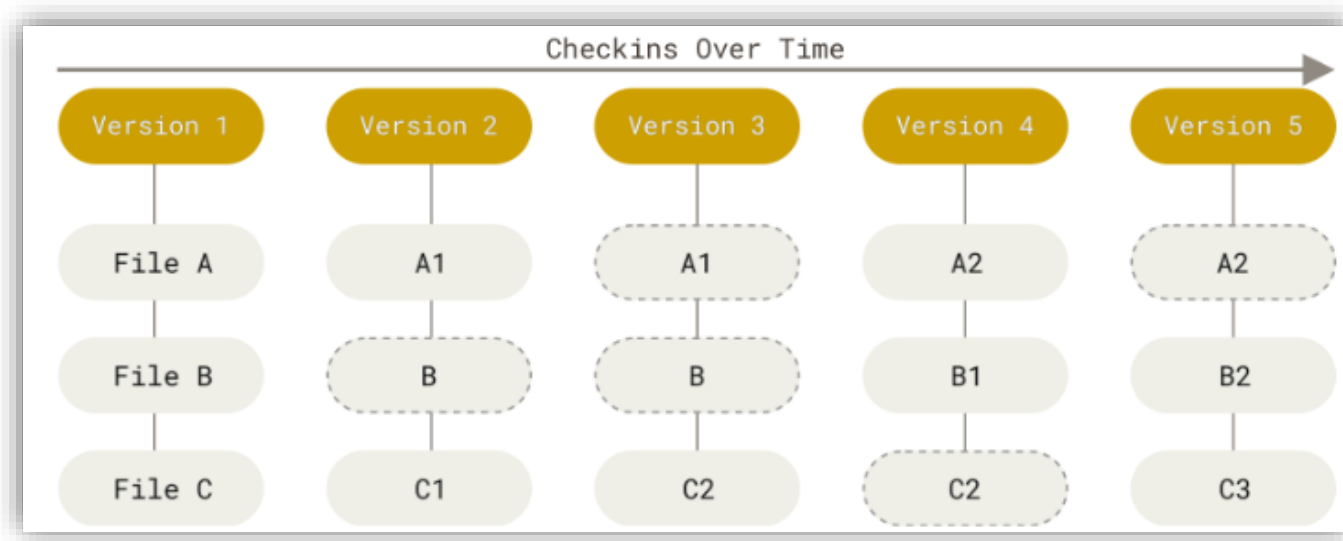 Checkins Over Time
Version 1 Version 2 Version 3 Version 4 Version 5
File A A1 A1 A2 A2
File B B B B1 B2
File C C1 C2 C2 C3